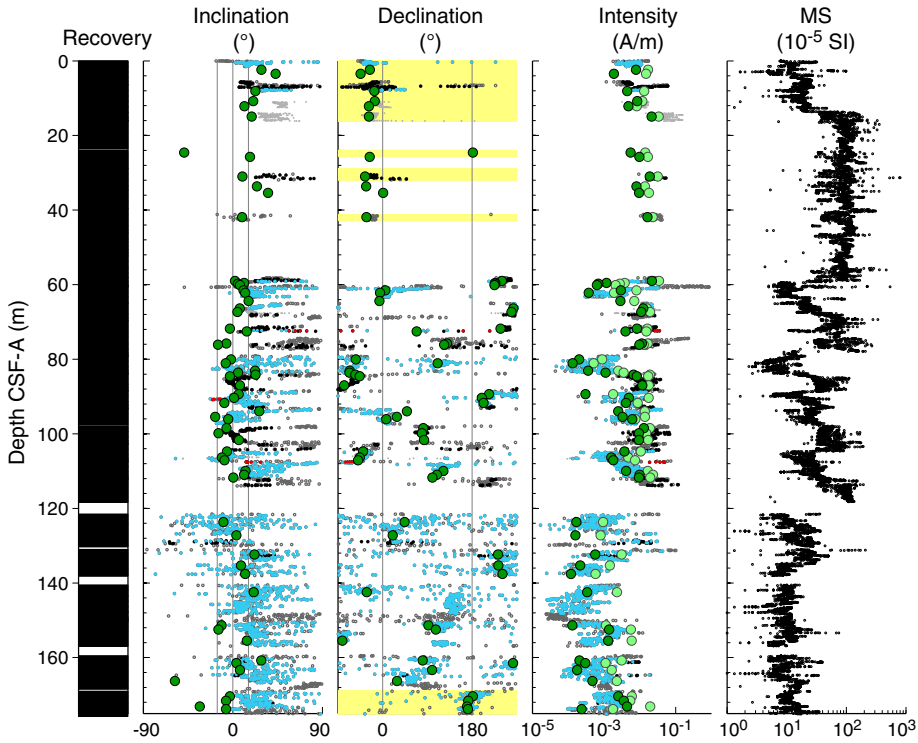 Recovery
Inclination
(°)
Declination
(°)
Intensity
(A/m)
MS
(10⁻⁵ SI)
Depth CSF-A (m)
0
20
40
60
80
100
120
140
160
-90 0 90
0 180
10⁻⁵ 10⁻³ 10⁻¹
10⁰ 10¹ 10² 10³